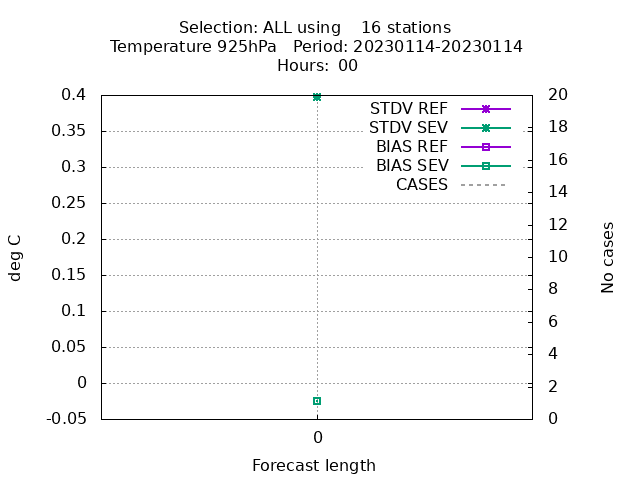 Selection: ALL using    16 stations
Temperature 925hPa   Period: 20230114-20230114
Hours: 00
0.4
0.35
0.3
0.25
0.2
0.15
0.1
0.05
0
-0.05
deg C
STDV REF
STDV SEV
BIAS REF
BIAS SEV
CASES
20
18
16
14
12
10
8
6
4
2
0
No cases
0
Forecast length